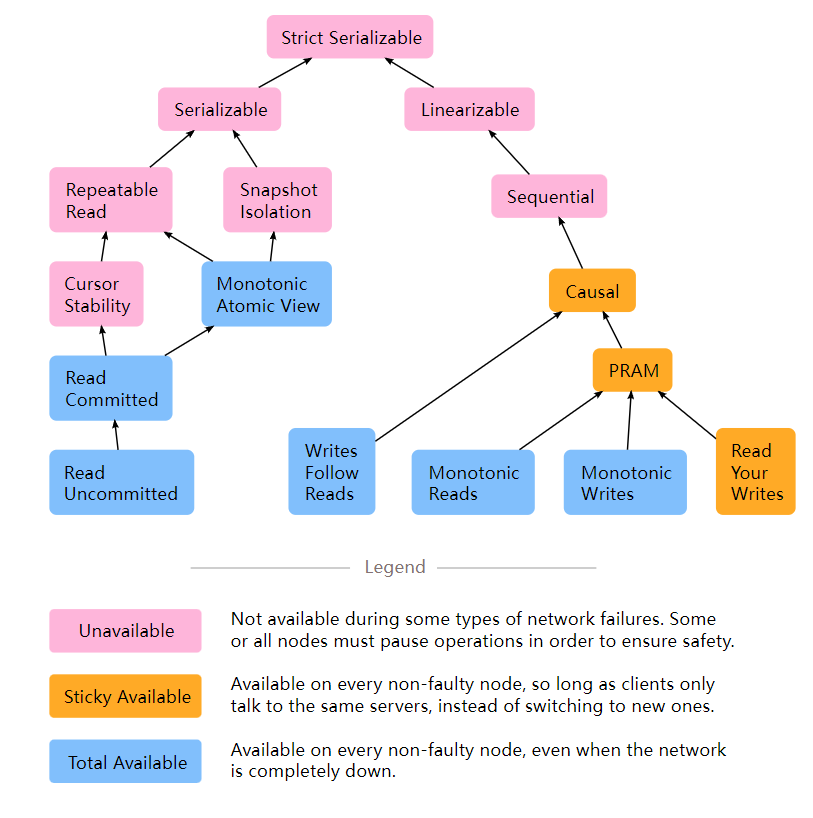 Strict Serializable
Serializable
Linearizable
Repeatable
Read
Snapshot
Isolation
Sequential
Cursor
Stability
Monotonic
Atomic View
Causal
Read
Committed
PRAM
Read
Uncommitted
Writes
Follow
Reads
Monotonic
Reads
Monotonic
Writes
Read
Your
Writes
Legend
Unavailable
Not available during some types of network failures. Some
or all nodes must pause operations in order to ensure safety.
Sticky Available
Available on every non-faulty node, so long as clients only
talk to the same servers, instead of switching to new ones.
Total Available
Available on every non-faulty node, even when the network
is completely down.